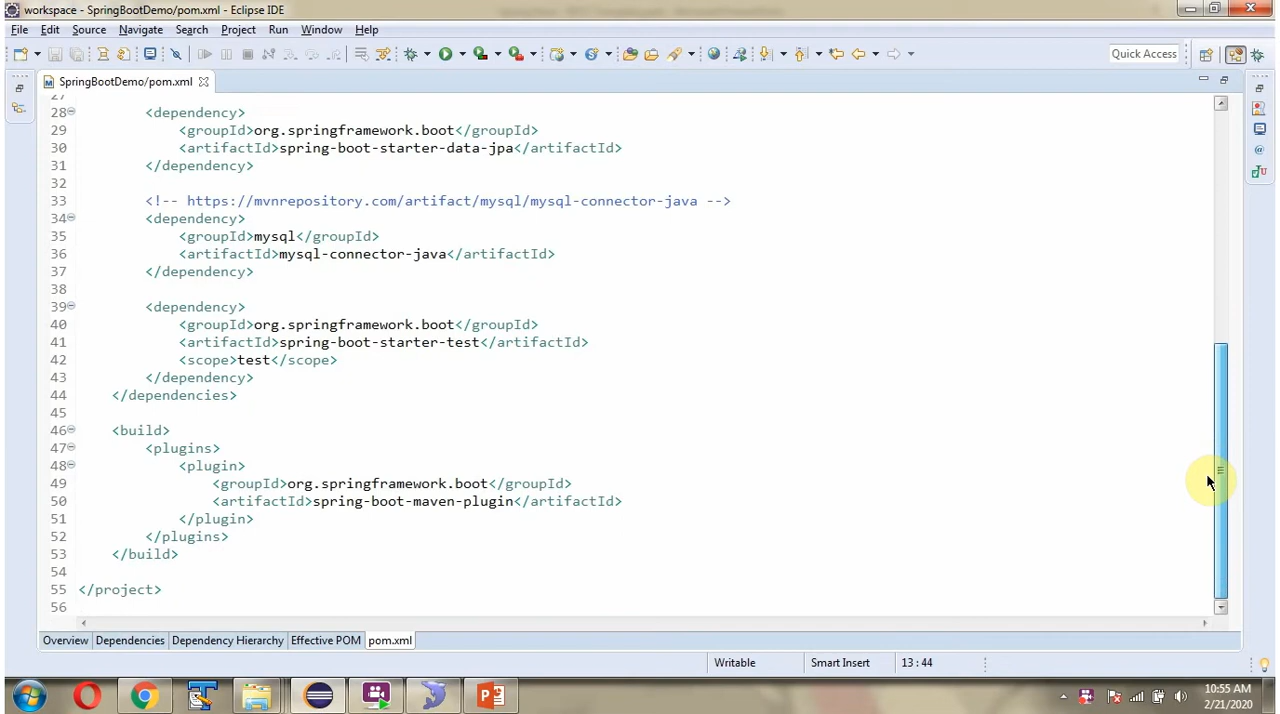 workspace - SpringBootDemo/pom.xml - Eclipse IDE
File Edit Source Navigate Search Project Run Window Help
Quick Access
SpringBootDemo/pom.xml
27
28 <dependency>
29 <groupId>org.springframework.boot</groupId>
30 <artifactId>spring-boot-starter-data-jpa</artifactId>
31 </dependency>
32
33 <!-- https://mvnrepository.com/artifact/mysql/mysql-connector-java -->
34 <dependency>
35 <groupId>mysql</groupId>
36 <artifactId>mysql-connector-java</artifactId>
37 </dependency>
38
39 <dependency>
40 <groupId>org.springframework.boot</groupId>
41 <artifactId>spring-boot-starter-test</artifactId>
42 <scope>test</scope>
43 </dependency>
44 </dependencies>
45
46 <build>
47 <plugins>
48 <plugin>
49 <groupId>org.springframework.boot</groupId>
50 <artifactId>spring-boot-maven-plugin</artifactId>
51 </plugin>
52 </plugins>
53 </build>
54
55 </project>
56
Overview Dependencies Dependency Hierarchy Effective POM pom.xml
Writable Smart Insert 13 : 44
10:55 AM
2/21/2020